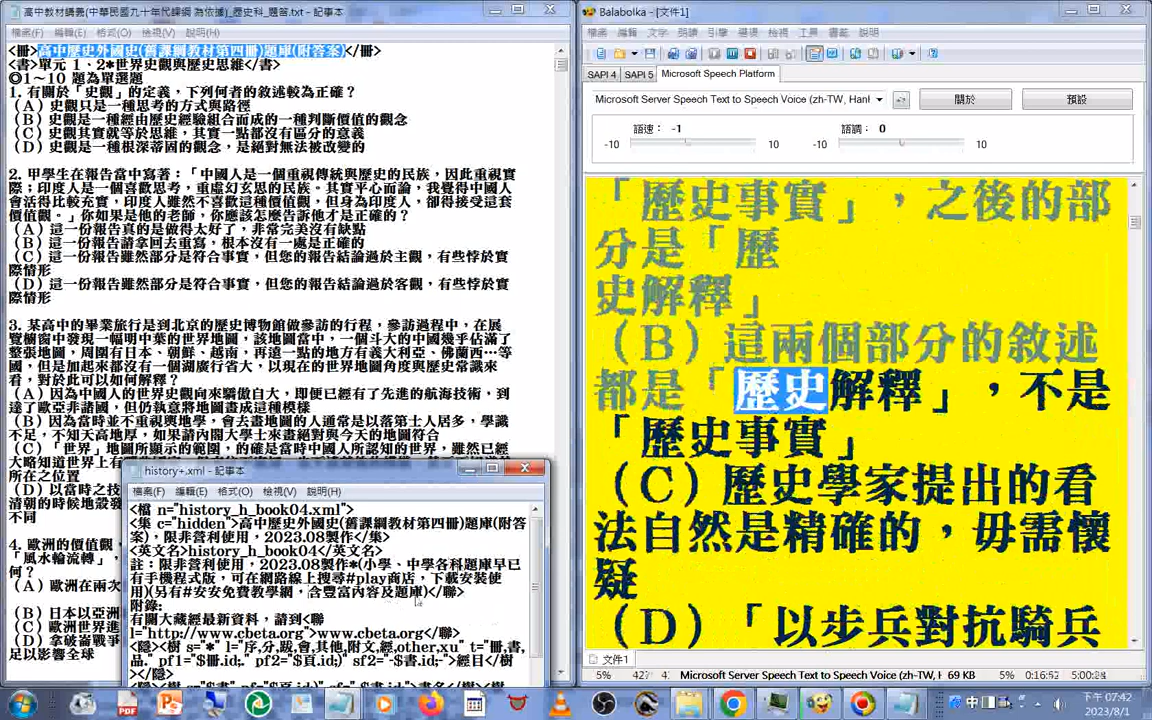 高中教材講義(中華民國九十年代課綱 為依據)_歷史科_題答.txt - 記事本
檔案(F) 編輯(E) 格式(O) 檢視(V) 說明(H)
<冊>高中歷史外國史(舊課綱教材第四冊)題庫(附答案)</冊>
<書>單元 1、2*世界史觀與歷史思維</書>
◎1～10 題為單選題
1. 有關於「史觀」的定義，下列何者的敘述較為正確？
(A) 史觀只是一種思考的方式與路徑
(B) 史觀是一種經由歷史經驗組合而成的一種判斷價值的觀念
(C) 史觀其實就等於思維，其實一點都沒有區分的意義
(D) 史觀是一種根深蒂固的觀念，是絕對無法被改變的
2. 甲學生在報告當中寫著：「中國人是一個重視傳統與歷史的民族，因此重視實
際；印度人是一個喜歡思考，重虛幻玄思的民族。其實平心而論，我覺得中國人
會活得比較充實，印度人雖然不喜歡這種價值觀，但身為印度人，卻得接受這套
價值觀。」你如果是他的老師，你應該怎麼告訴他才是正確的？
(A) 這一份報告真的是做得太好了，非常完美沒有缺點
(B) 這一份報告請拿回去重寫，根本沒有一處是正確的
(C) 這一份報告雖然部分是符合事實，但您的報告結論過於主觀，有些悖於實
際情形
(D) 這一份報告雖然部分是符合事實，但您的報告結論過於客觀，有些悖於實
際情形
3. 某高中的畢業旅行是到北京的歷史博物館做參訪的行程，參訪過程中，在展
覽櫥窗中發現一幅明中葉的世界地圖，該地圖當中，一個斗大的中國幾乎佔滿了
整張地圖，周圍有日本、朝鮮、越南，再遠一點的地方有義大利亞、佛蘭西…等
國，但是加起來都沒有一個湖廣行省大，以現在的世界地圖角度與歷史常識來
看，對於此可以如何解釋？
(A) 因為中國人的世界史觀向來驕傲自大，即便已經有了先進的航海技術，到
達了歐亞非諸國，但仍執意將地圖畫成這種模樣
(B) 因為當時並不重視輿地學，會去畫地圖的人通常是以落第士人居多，學識
不足，不知天高地厚，如果請內閣大學士來畫絕對與今天的地圖符合
(C) 「世界」地圖所顯示的範圍，的確是當時中國人所認知的世界，雖然已經
大略知道世界上有
所在之位置
(D) 以當時之技
清朝的時候地殼發
不同
4. 歐洲的價值觀，
「風水輪流轉」，
何？
(A) 歐洲在兩次
(B) 日本以亞洲
(C) 歐洲世界進
(D) 拿破崙戰爭
足以影響全球
history+.xml - 記事本
檔案(F) 編輯(E) 格式(O) 檢視(V) 說明(H)
<檔 n="history_h_book04.xml">
<集 c="hidden">高中歷史外國史(舊課綱教材第四冊)題庫(附答
案)，限非營利使用，2023.08製作</集>
<英文名>history_h_book04</英文名>
註：限非營利使用，2023.08製作*(小學、中學各科題庫早已
有手機程式版，可在網路線上搜尋#play商店，下載安裝使
用)(另有#安安免費教學網，含豐富內容及題庫)</聯>
附錄:
有關大藏經最新資料，請到<聯
l="http://www.cbeta.org">www.cbeta.org</聯>
<隱><樹 s="*" l="序,分,跋,會,其他,附文,經,other,xu" t="冊,書,
品," pf1="$冊.id;," pf2="$頁.id;)" sf2="-$書.id;-">經目</樹
></隱>
Balabolka - [文件1]
檔案 編輯 文字 朗讀 引擎 選項 檢視 工具 書籤 說明
SAPI 4 SAPI 5 Microsoft Speech Platform
Microsoft Server Speech Text to Speech Voice (zh-TW, Hanl 關於 預設
語速： -1 語調： 0
-10 10 -10 10
「歷史事實」，之後的部
分是「歷
史解釋」
(B) 這兩個部分的敘述
都是「歷史解釋」，不是
「歷史事實」
(C) 歷史學家提出的看
法自然是精確的，毋需懷
疑
(D) 「以步兵對抗騎兵
文件1
5% Microsoft Server Speech Text to Speech Voice (zh-TW, H 69 KB 5% 0:16:52 5:00:28
中
下午 07:42
2023/8/1